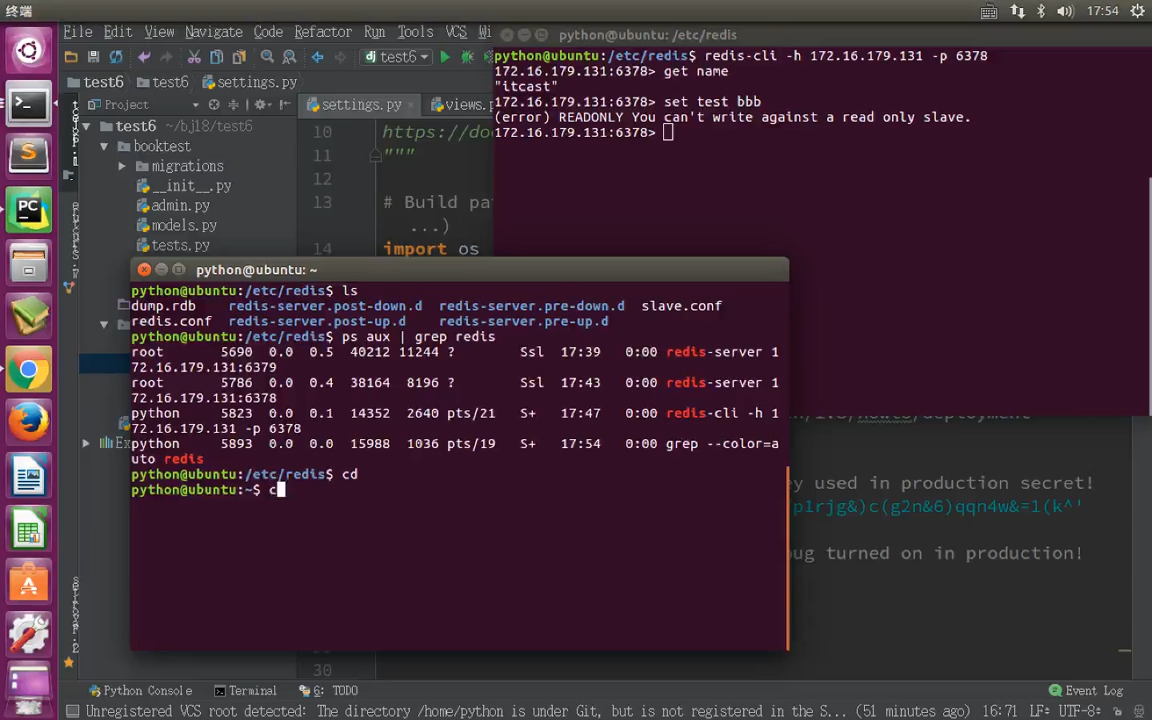 终端
17:54
File Edit View Navigate Code Refactor Run Tools VCS Wi
test6
test6 test6 settings.py
Project
settings.py
views.
test6 ~/bj18/test6
booktest
migrations
__init__.py
admin.py
models.py
tests.py
10
11
12
13
14
30
https://do
"""
# Build pa
...)
import os
/etc/redis
python@ubuntu:/etc/redis$ redis-cli -h 172.16.179.131 -p 6378
172.16.179.131:6378> get name
"itcast"
172.16.179.131:6378> set test bbb
(error) READONLY You can't write against a read only slave.
172.16.179.131:6378>
python@ubuntu: ~
python@ubuntu:/etc/redis$ ls
dump.rdb redis-server.post-down.d redis-server.pre-down.d slave.conf
redis.conf redis-server.post-up.d redis-server.pre-up.d
python@ubuntu:/etc/redis$ ps aux | grep redis
root 5690 0.0 0.5 40212 11244 ? Ssl 17:39 0:00 redis-server 1
72.16.179.131:6379
root 5786 0.0 0.4 38164 8196 ? Ssl 17:43 0:00 redis-server 1
72.16.179.131:6378
python 5823 0.0 0.1 14352 2640 pts/21 S+ 17:47 0:00 redis-cli -h 1
72.16.179.131 -p 6378
python 5893 0.0 0.0 15988 1036 pts/19 S+ 17:54 0:00 grep --color=a
uto redis
python@ubuntu:/etc/redis$ cd
python@ubuntu:~$ c
Ex
ey used in production secret!
p1rjg&)c(g2n&6)qqn4w&=1(k^'
bug turned on in production!
Python Console Terminal 6: TODO Event Log
Unregistered VCS root detected: The directory /home/python is under Git, but is not registered in the S... (51 minutes ago) 16:71 LF÷ UTF-8÷